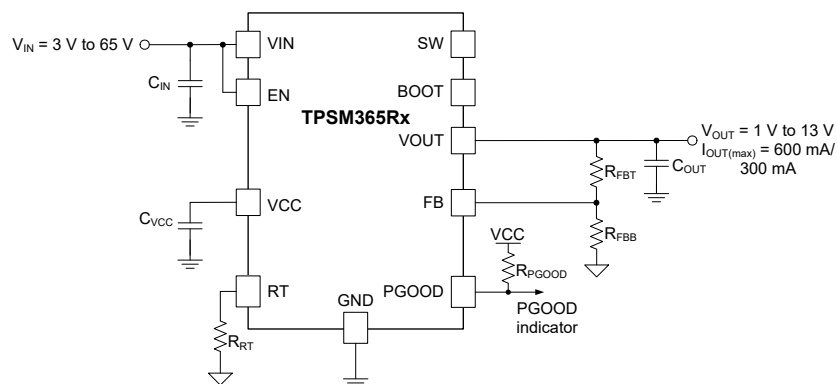 V_IN = 3 V to 65 V
VIN
SW
C_IN
EN
BOOT
TPSM365Rx
VOUT
V_OUT = 1 V to 13 V
I_OUT(max) = 600 mA/
300 mA
R_FBT
C_OUT
VCC
FB
C_VCC
R_FBB
VCC
R_PGOOD
RT
GND
PGOOD
PGOOD
indicator
R_RT